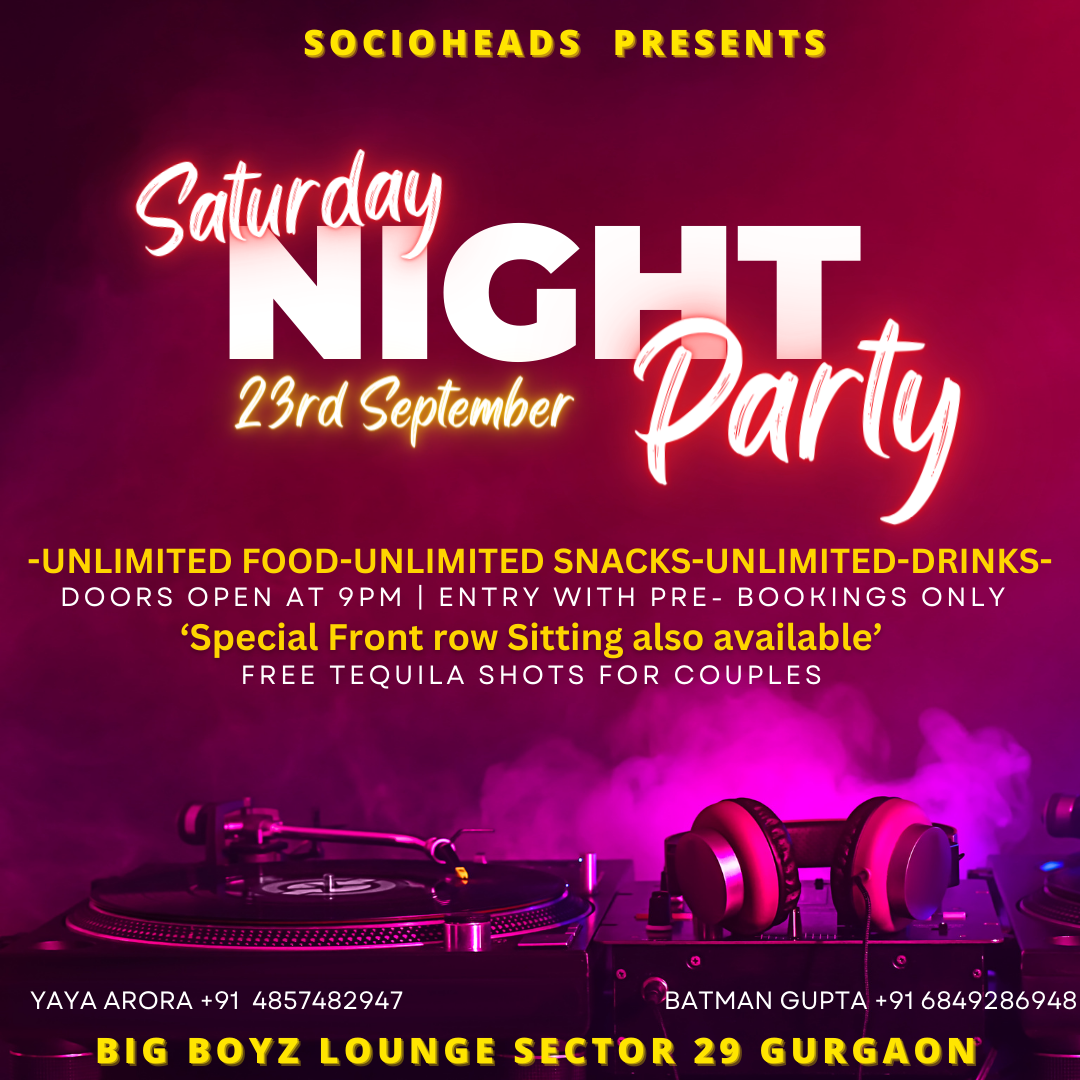 SOCIOHEADS PRESENTS
Saturday
NIGHT
Party
23rd September
-UNLIMITED FOOD-UNLIMITED SNACKS-UNLIMITED-DRINKS-
DOORS OPEN AT 9PM | ENTRY WITH PRE- BOOKINGS ONLY
‘Special Front row Sitting also available’
FREE TEQUILA SHOTS FOR COUPLES
YAYA ARORA +91 4857482947
BATMAN GUPTA +91 6849286948
BIG BOYZ LOUNGE SECTOR 29 GURGAON